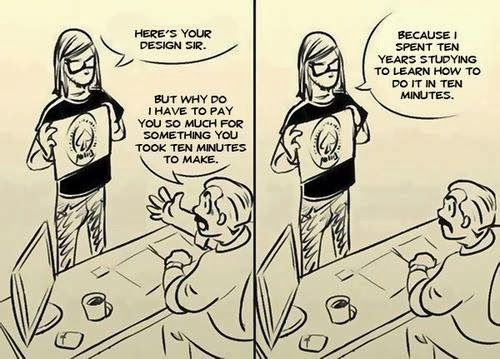 HERE'S YOUR
DESIGN SIR.
BUT WHY DO
I HAVE TO PAY
YOU SO MUCH FOR
SOMETHING YOU
TOOK TEN MINUTES
TO MAKE.
BECAUSE I
SPENT TEN
YEARS STUDYING
TO LEARN HOW TO
DO IT IN TEN
MINUTES.